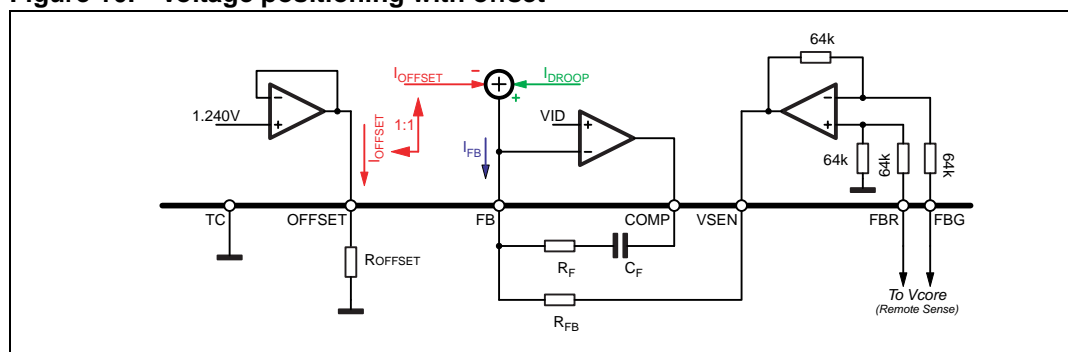 Figure 10. Voltage positioning with offset
64k
IOFFSET
IDROOP
1.240V
1:1
IOFFSET
VID
IFB
64k
64k
64k
TC
OFFSET
FB
COMP
VSEN
FBR
FBG
ROFFSET
RF
CF
RFB
To Vcore
(Remote Sense)